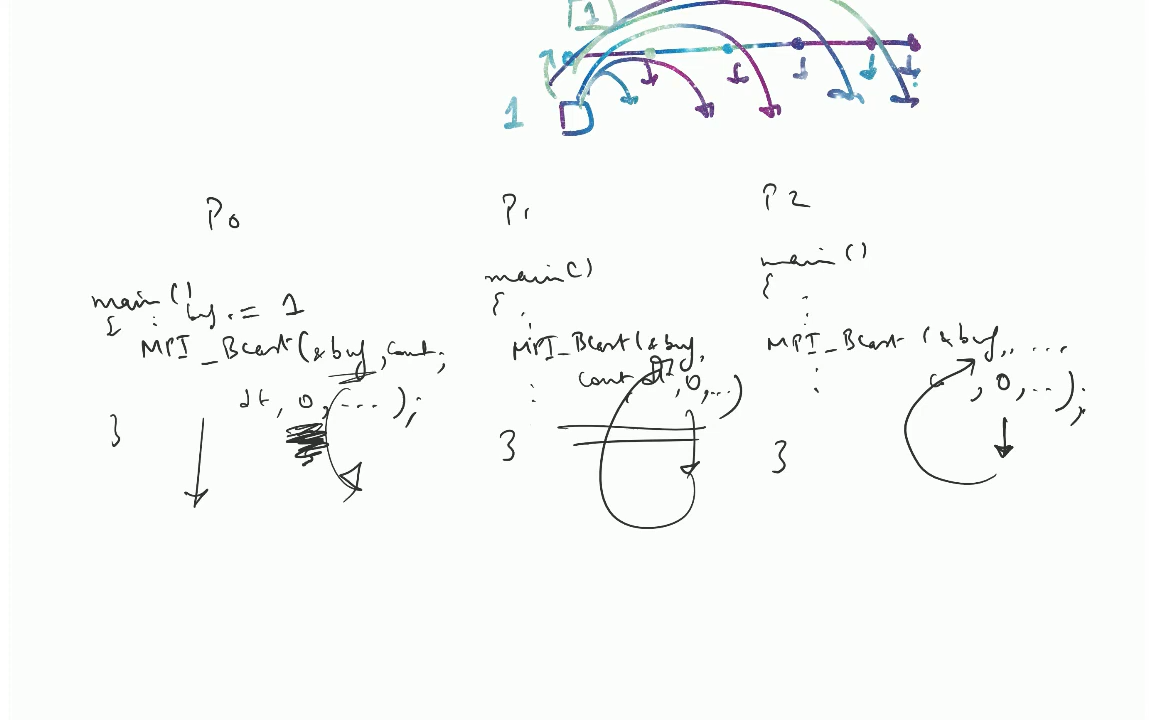 1
1
P0 P1 P2
main() main() main()
{ : buf = 1 { : { :
MPI_Bcast(&buf, count, MPI_Bcast(&buf, MPI_Bcast (&buf, ....
dt, 0, ...); count, dt, 0, ...) , 0, ...);
} } }